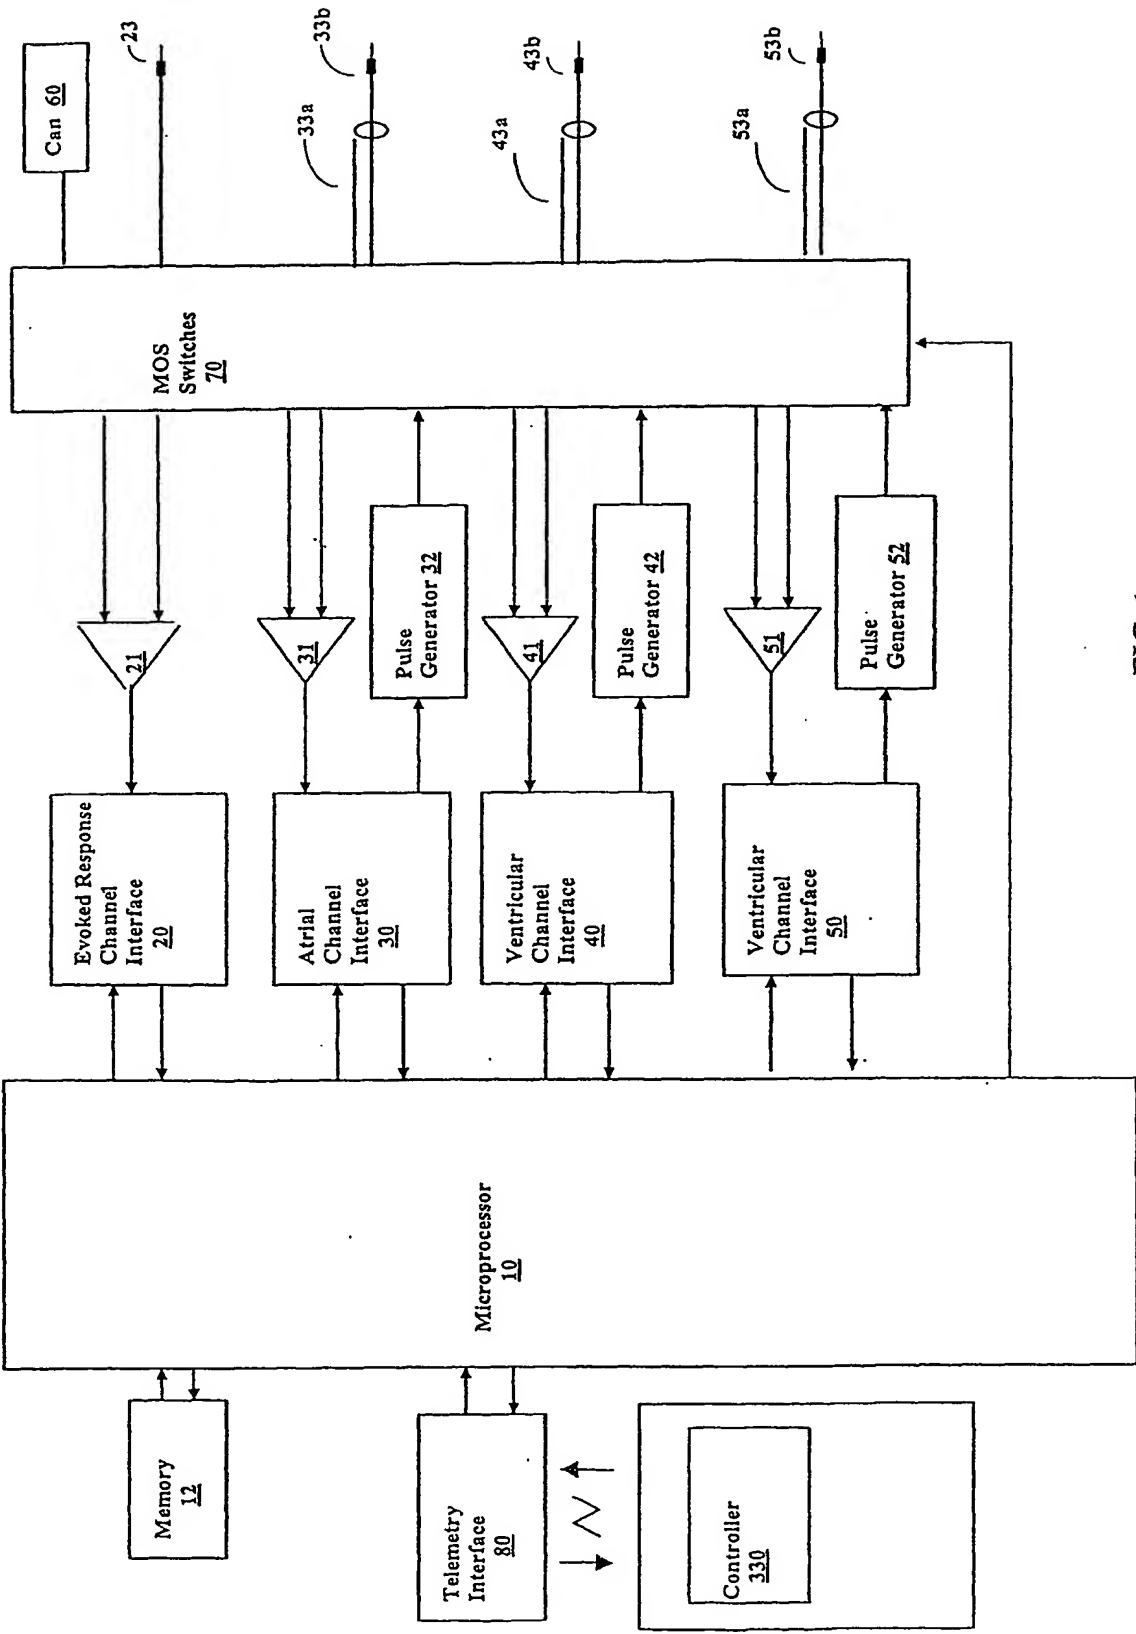 Can 60
23
Evoked Response
Channel
Interface
20
21
MOS
Switches
70
Memory
12
33a
33b
Atrial
Channel
Interface
30
31
Pulse
Generator 32
Telemetry
Interface
80
Microprocessor
10
43a
43b
Ventricular
Channel
Interface
40
41
Pulse
Generator 42
Controller
330
53a
53b
Ventricular
Channel
Interface
50
51
Pulse
Generator 52